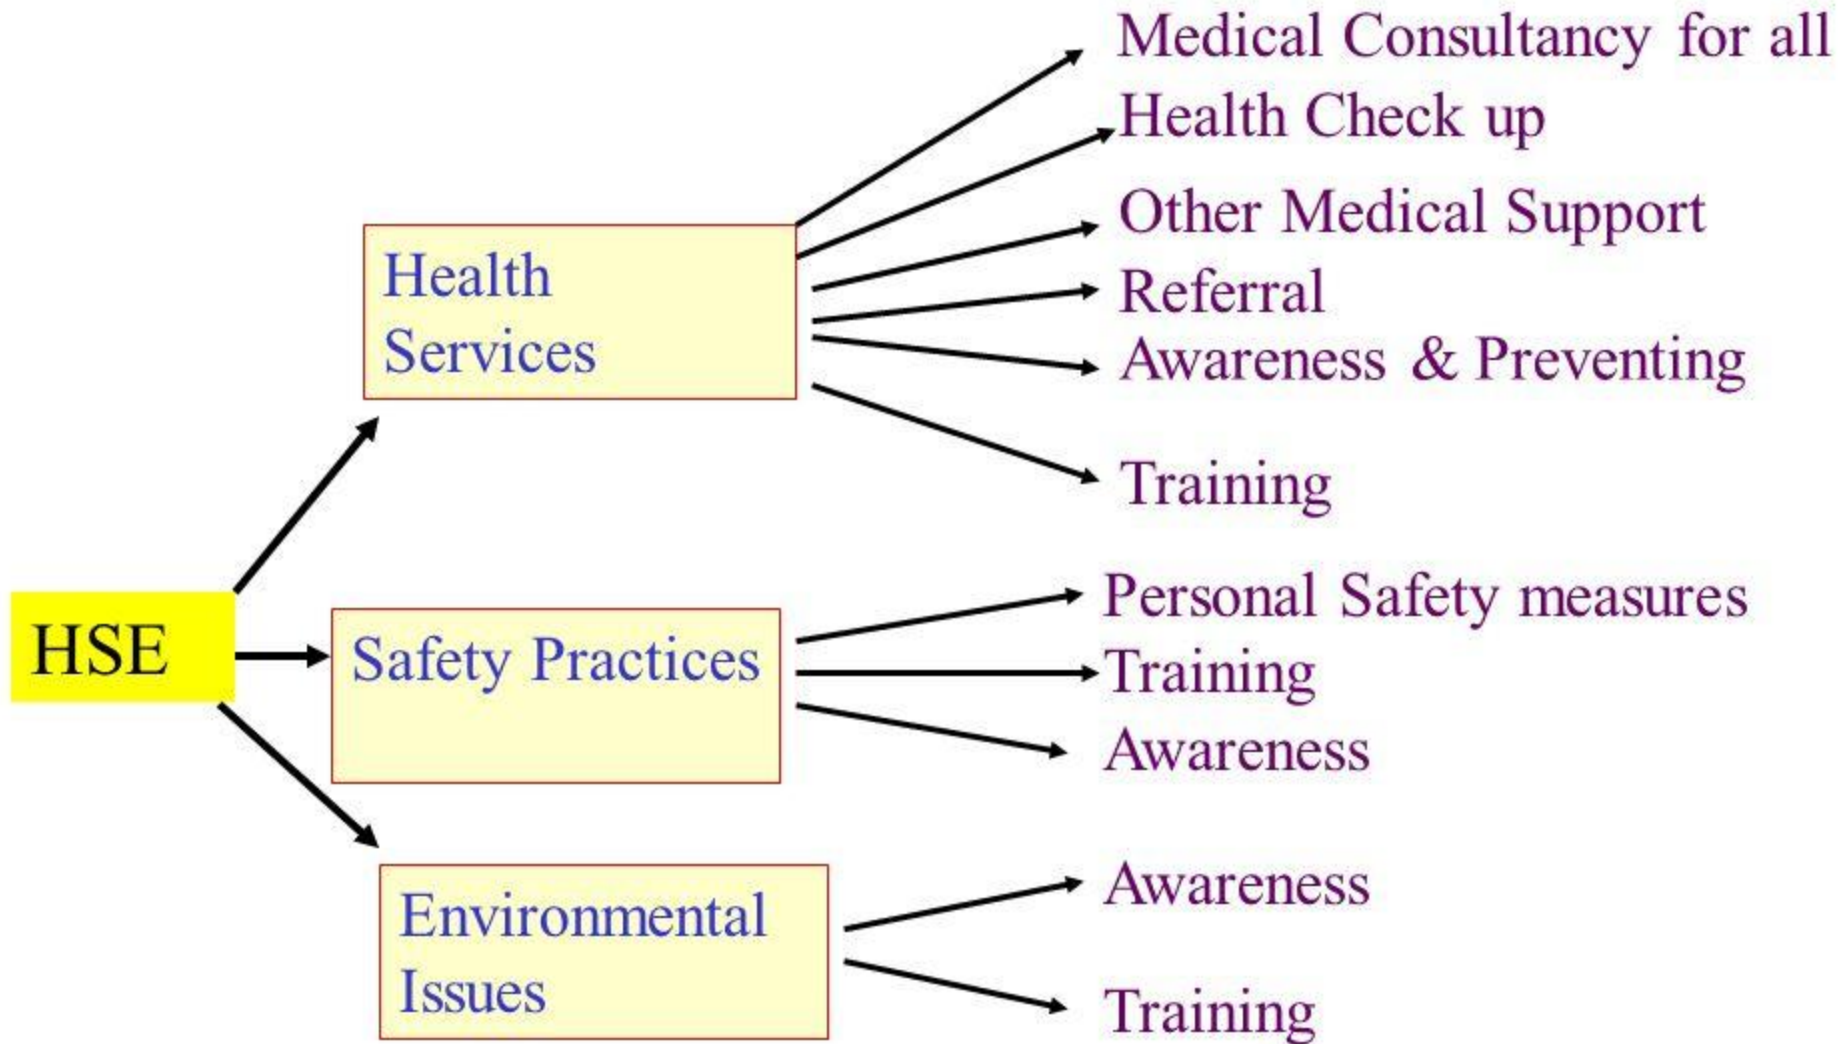 Medical Consultancy for all
Health Check up
Other Medical Support
Health
Services
Referral
Awareness & Preventing
Training
HSE
Safety Practices
Personal Safety measures
Training
Awareness
Environmental
Issues
Awareness
Training